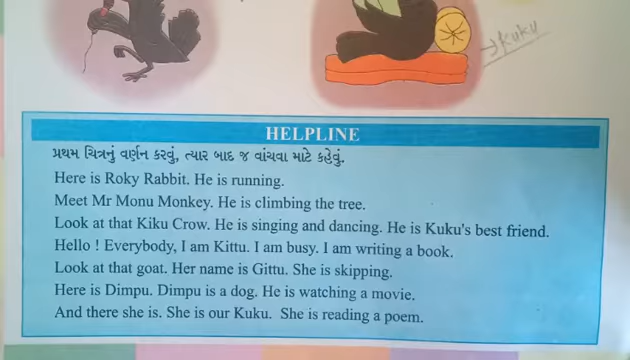 → Kuku
HELPLINE
પ્રથમ ચિત્રનું વર્ણન કરવું, ત્યાર બાદ જ વાંચવા માટે કહેવું.
Here is Roky Rabbit. He is running.
Meet Mr Monu Monkey. He is climbing the tree.
Look at that Kiku Crow. He is singing and dancing. He is Kuku's best friend.
Hello ! Everybody, I am Kittu. I am busy. I am writing a book.
Look at that goat. Her name is Gittu. She is skipping.
Here is Dimpu. Dimpu is a dog. He is watching a movie.
And there she is. She is our Kuku. She is reading a poem.